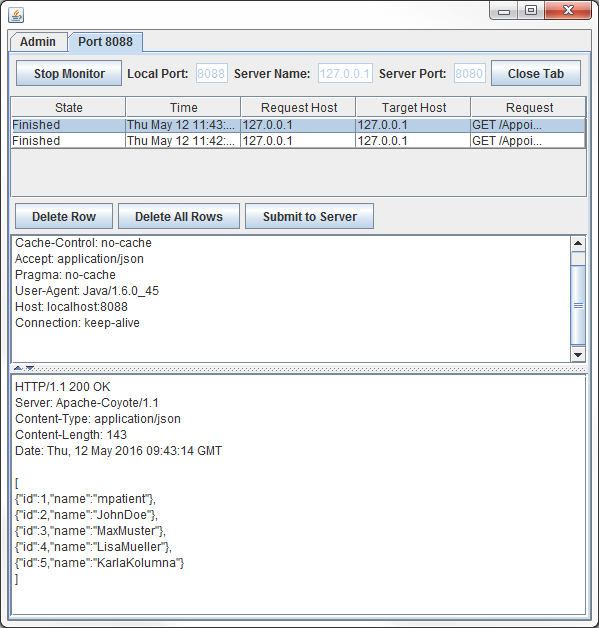 Admin Port 8088
Stop Monitor Local Port: 8088 Server Name: 127.0.0.1 Server Port: 8080 Close Tab
State Time Request Host Target Host Request
Finished Thu May 12 11:43:... 127.0.0.1 127.0.0.1 GET /Appoi...
Finished Thu May 12 11:42:... 127.0.0.1 127.0.0.1 GET /Appoi...
Delete Row Delete All Rows Submit to Server
Cache-Control: no-cache
Accept: application/json
Pragma: no-cache
User-Agent: Java/1.6.0_45
Host: localhost:8088
Connection: keep-alive
HTTP/1.1 200 OK
Server: Apache-Coyote/1.1
Content-Type: application/json
Content-Length: 143
Date: Thu, 12 May 2016 09:43:14 GMT
[
{"id":1,"name":"mpatient"},
{"id":2,"name":"JohnDoe"},
{"id":3,"name":"MaxMuster"},
{"id":4,"name":"LisaMueller"},
{"id":5,"name":"KarlaKolumna"}
]